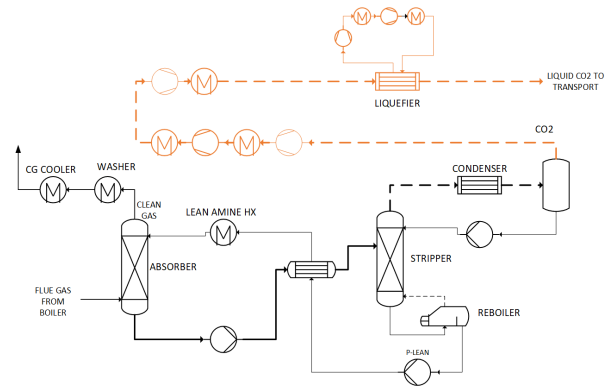 LIQUID CO2 TO
TRANSPORT
LIQUEFIER
CO2
CG COOLER
WASHER
CONDENSER
CLEAN
GAS
LEAN AMINE HX
ABSORBER
STRIPPER
FLUE GAS
FROM
BOILER
REBOILER
P-LEAN